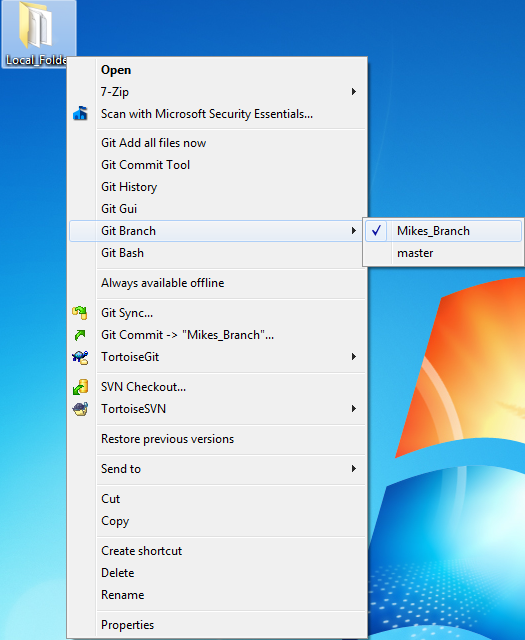 Local_Folde
Open
7-Zip
Scan with Microsoft Security Essentials...
Git Add all files now
Git Commit Tool
Git History
Git Gui
Git Branch
Mikes_Branch
master
Git Bash
Always available offline
Git Sync...
Git Commit -> "Mikes_Branch"...
TortoiseGit
SVN Checkout...
TortoiseSVN
Restore previous versions
Send to
Cut
Copy
Create shortcut
Delete
Rename
Properties